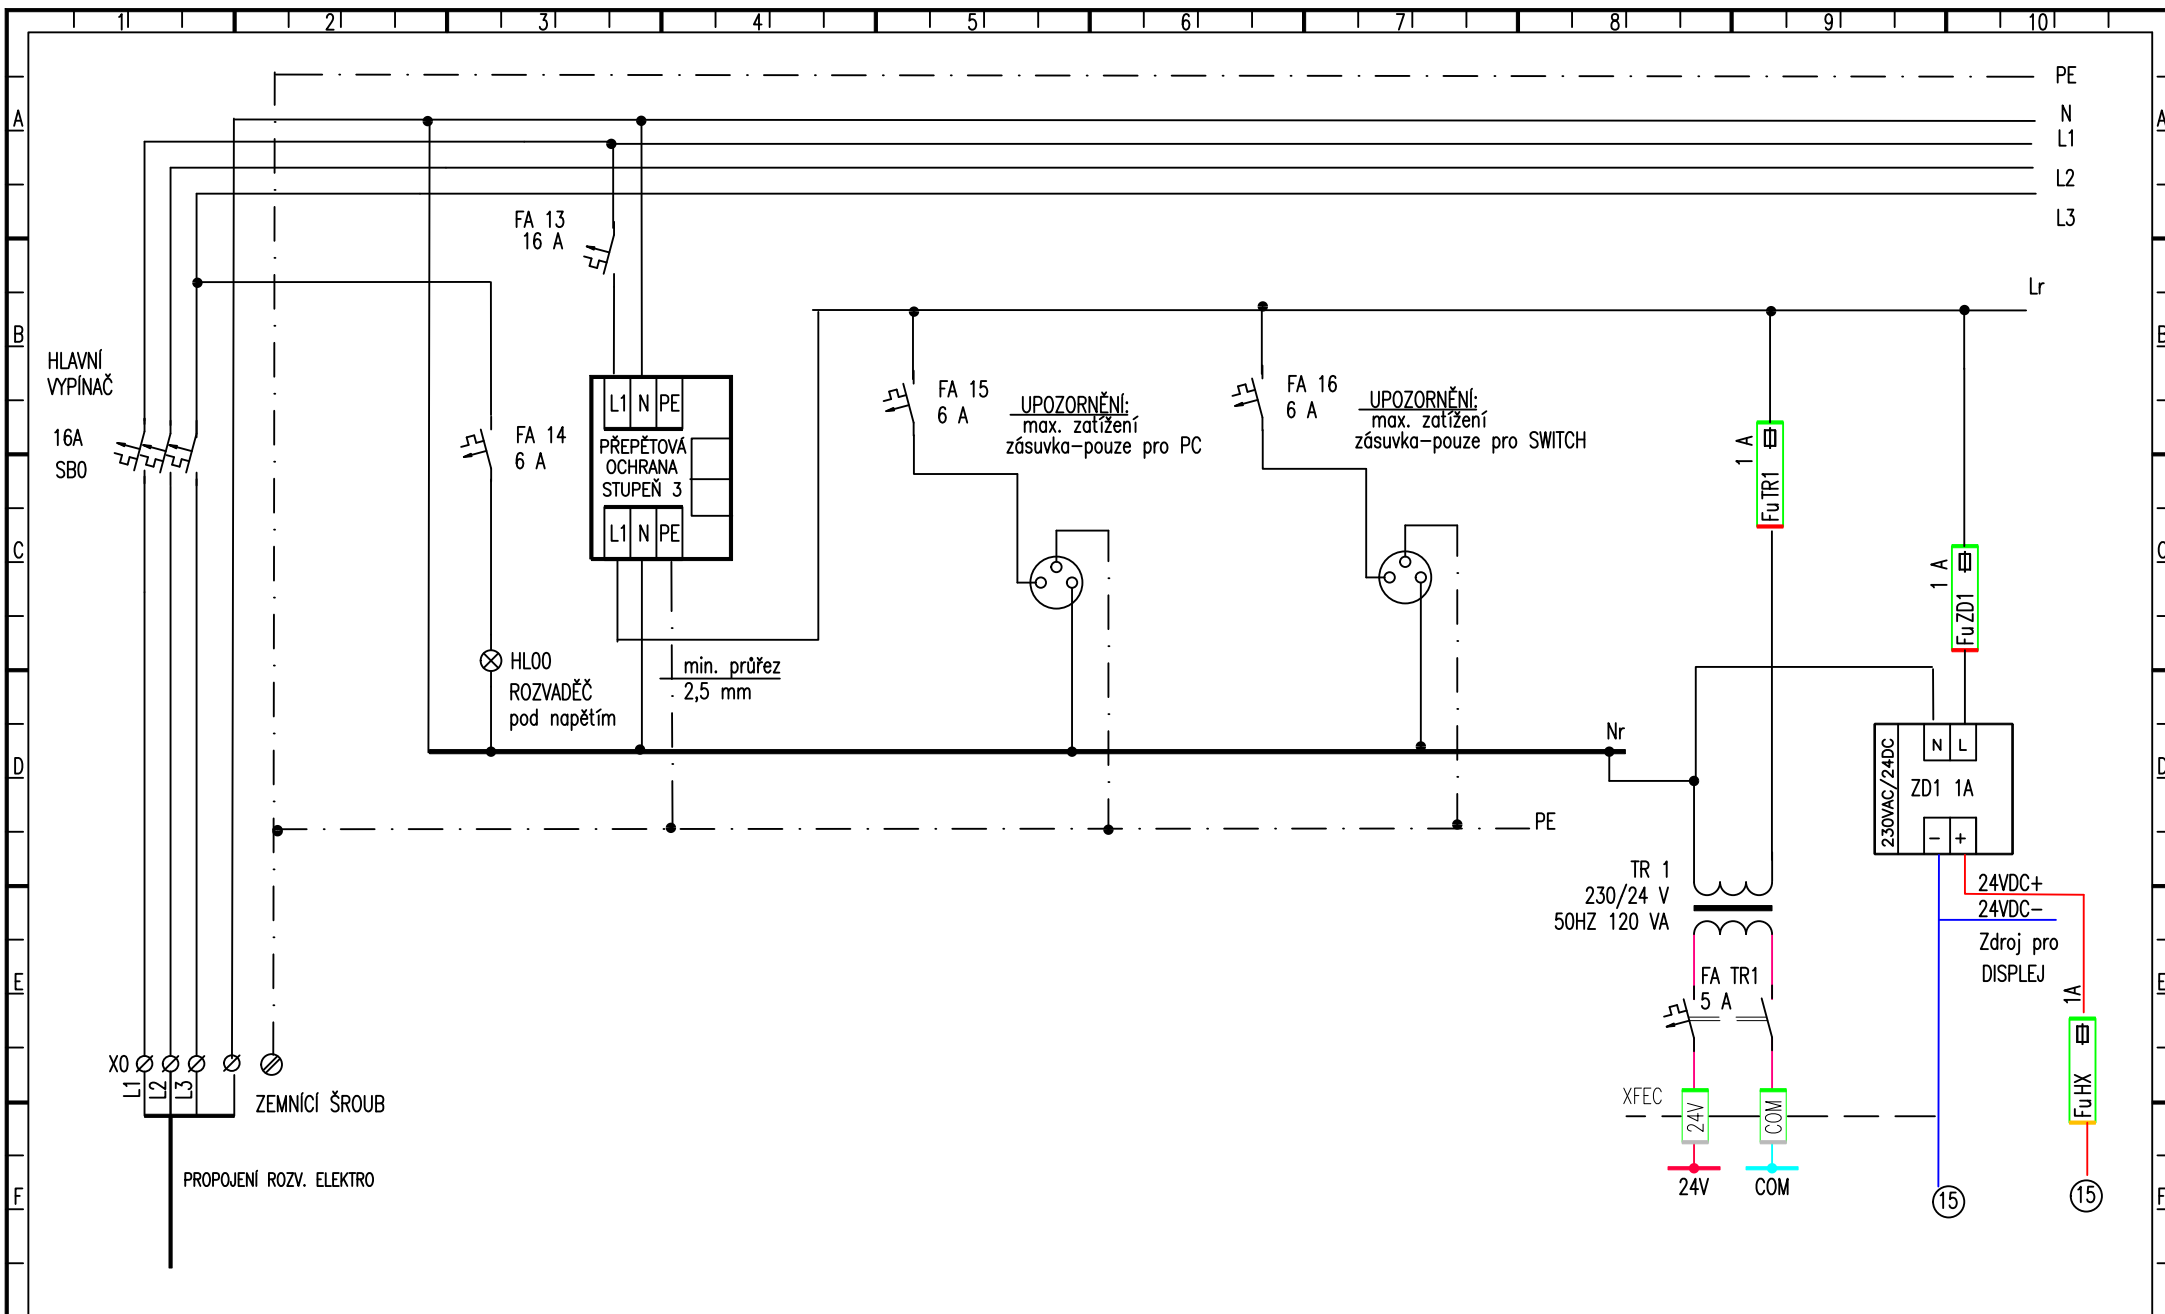 1 2 3 4 5 6 7 8 9 10
PE
A
N
A
L1
L2
L3
FA 13
16 A
Lr
B
B
HLAVNÍ
VYPÍNAČ
16A
SB0
FA 14
6 A
L1 N PE
PŘEPĚTOVÁ
OCHRANA
STUPEŇ 3
L1 N PE
FA 15
6 A
UPOZORNĚNÍ:
max. zatížení
zásuvka-pouze pro PC
FA 16
6 A
UPOZORNĚNÍ:
max. zatížení
zásuvka-pouze pro SWITCH
1 A
FuTR1
C
C
1 A
FuZD1
HL00
ROZVADĚČ
pod napětím
min. průřez
2,5 mm
Nr
D
D
230VAC/24DC
N L
ZD1 1A
- +
PE
TR 1
230/24 V
50HZ 120 VA
24VDC+
24VDC-
Zdroj pro
DISPLEJ
E
E
FA TR1
5 A
1A
FuHX
X0
L1
L2
L3
ZEMNÍCÍ ŠROUB
XFEC
24V
COM
PROPOJENÍ ROZV. ELEKTRO
F
F
24V
COM
15
15